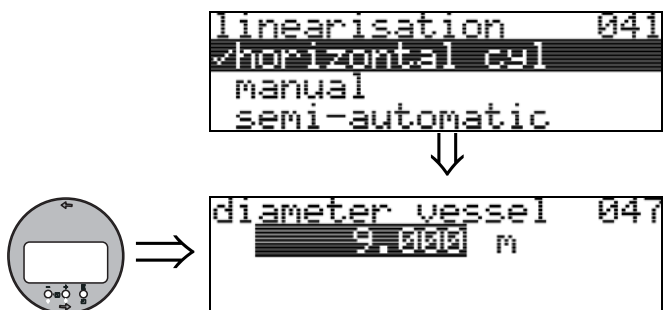 linearisation 041
✓horizontal cyl
manual
semi-automatic
diameter vessel 047
9.000 m